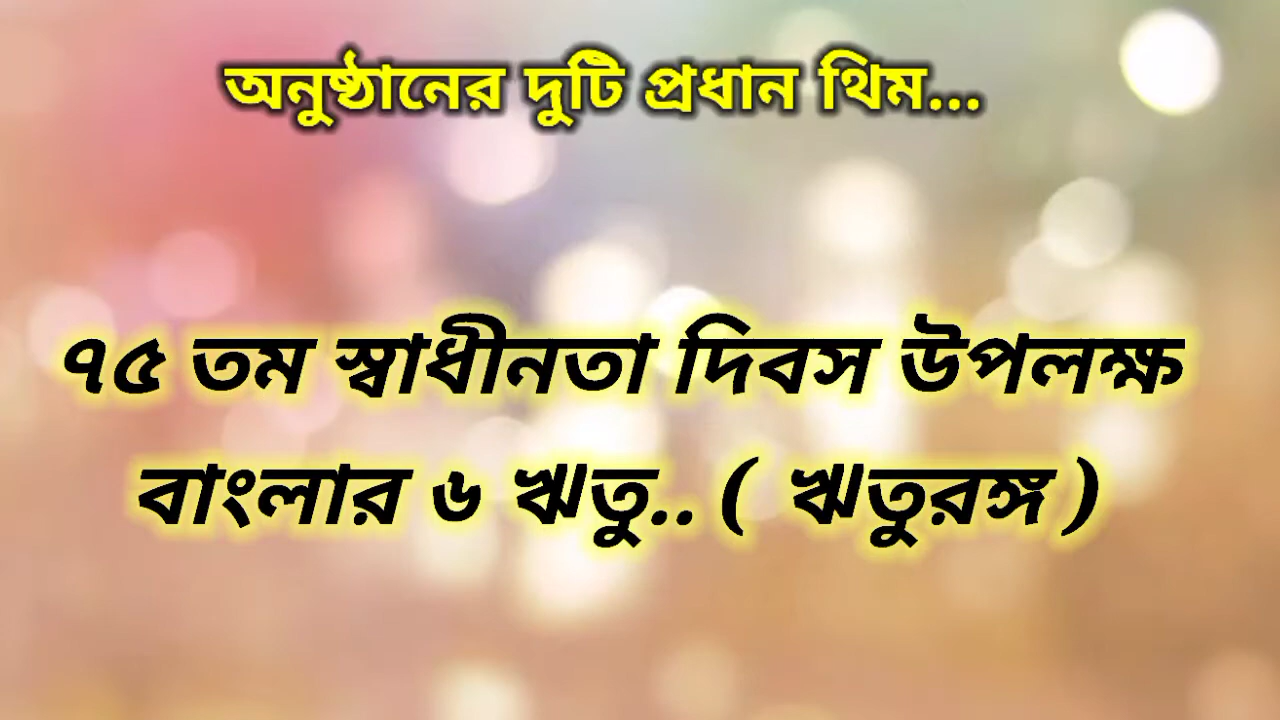 অনুষ্ঠানের দুটি প্রধান থিম...
৭৫ তম স্বাধীনতা দিবস উপলক্ষ
বাংলার ৬ ঋতু.. ( ঋতুরঙ্গ )